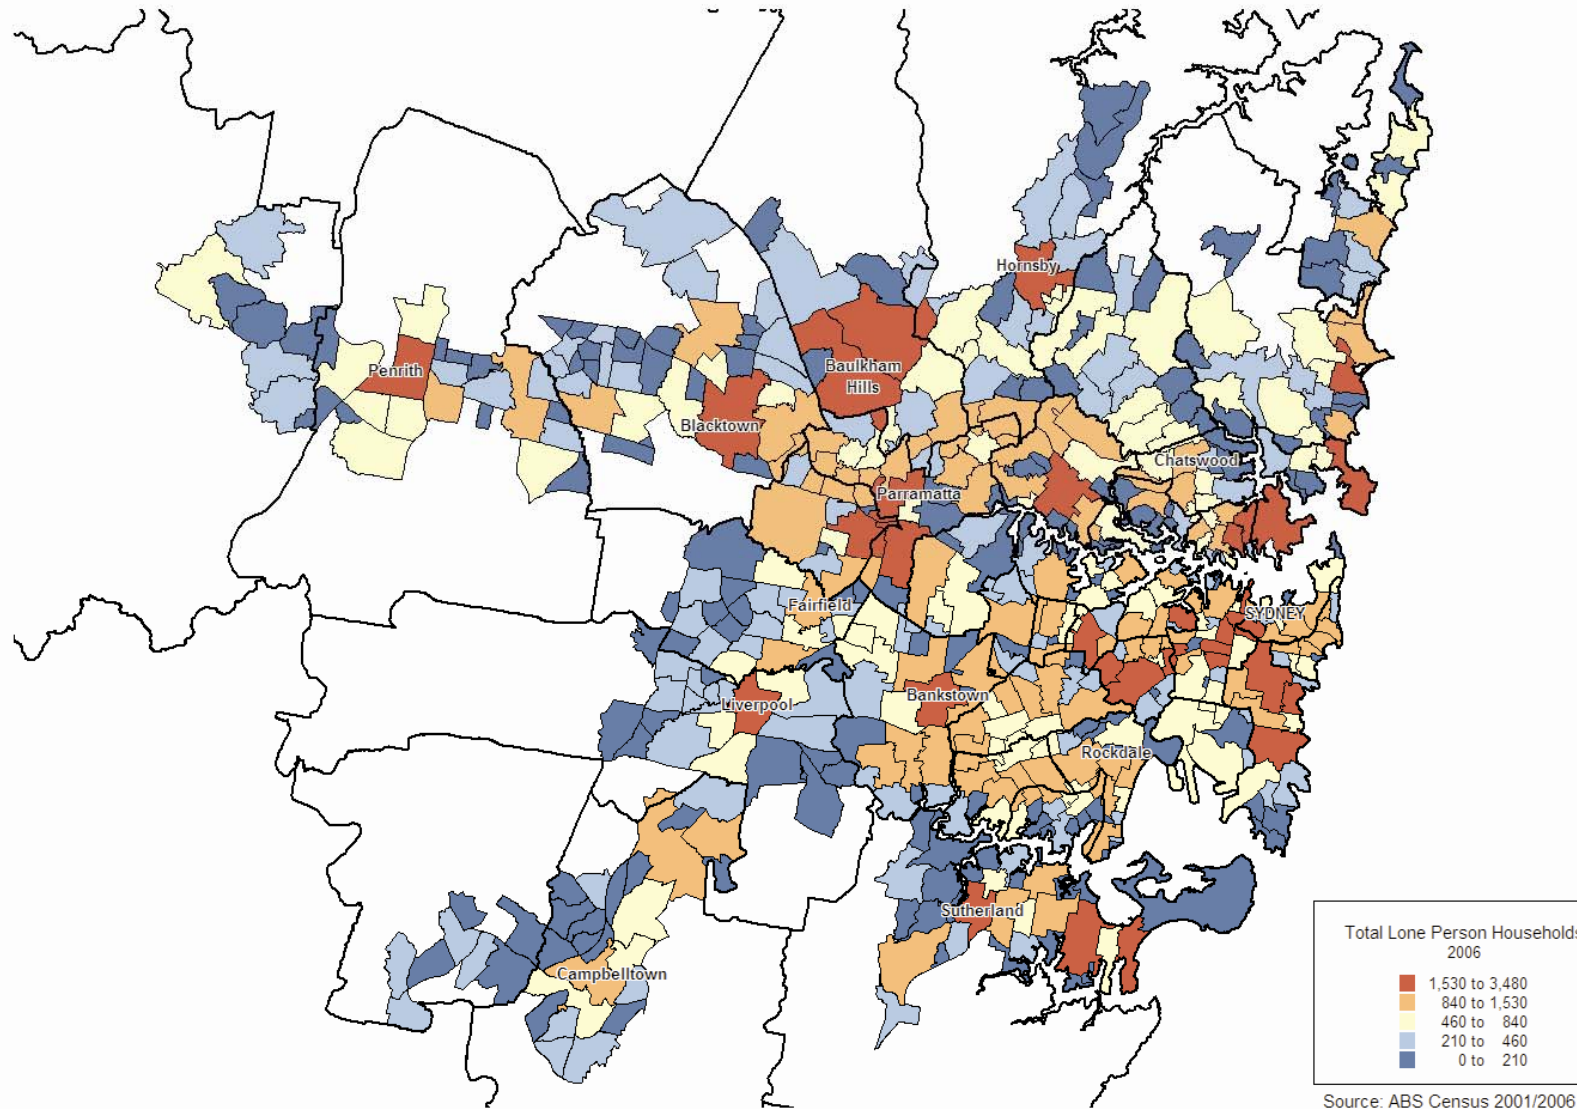 Hornsby
Penrith
Baulkham
Hills
Blacktown
Chatswood
Parramatta
Fairfield
SYDNEY
Bankstown
Liverpool
Rockdale
Sutherland
Campbelltown
Total Lone Person Households
2006
1,530 to 3,480
840 to 1,530
460 to 840
210 to 460
0 to 210
Source: ABS Census 2001/2006